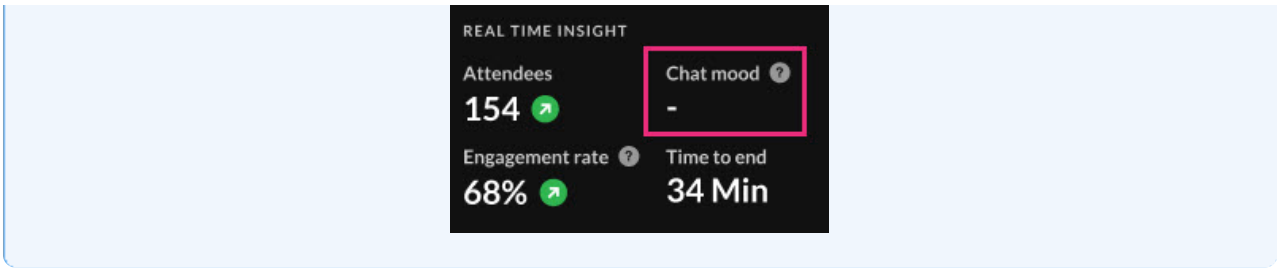 REAL TIME INSIGHT
Attendees
154
Chat mood ?
-
Engagement rate ?
68%
Time to end
34 Min